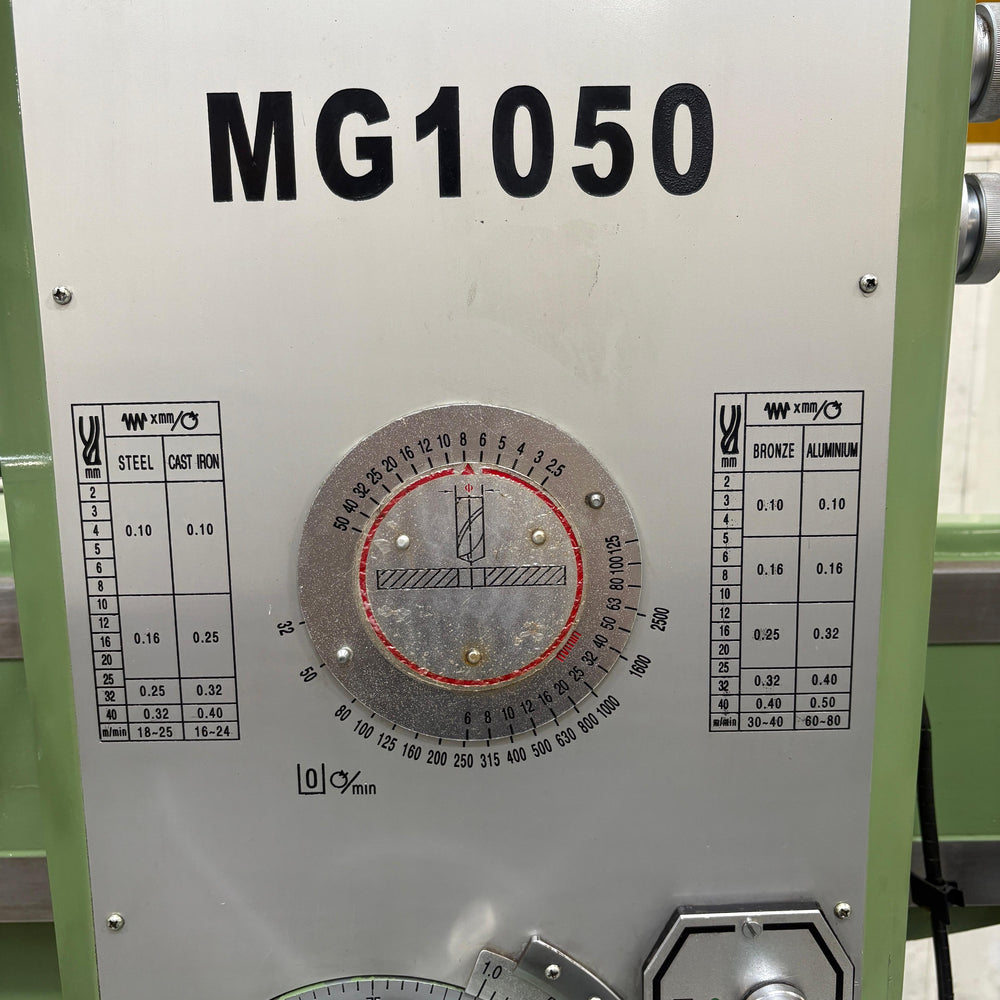 MG1050
xmm/
mm
STEEL CAST IRON
2
3
4
5
6
8
0.10 0.10
10
12
16
20
25
0.16 0.25
32
0.25 0.32
40
0.32 0.40
m/min 18~25 16~24
50 40 32 25 20 16 12 10 8 6 5 4 3 2.5
Φ
6 8 10 12 16 20 25 32 40 50 63 80 100 125
m/min
32 50 80 100 125 160 200 250 315 400 500 630 800 1000 1600 2500
0 /min
xmm/
mm
BRONZE ALUMINIUM
2
3
4
0.10 0.10
5
6
8
10
0.16 0.16
12
16
20
25
0.25 0.32
32
0.32 0.40
40
0.40 0.50
m/min 30~40 60~80
1.0